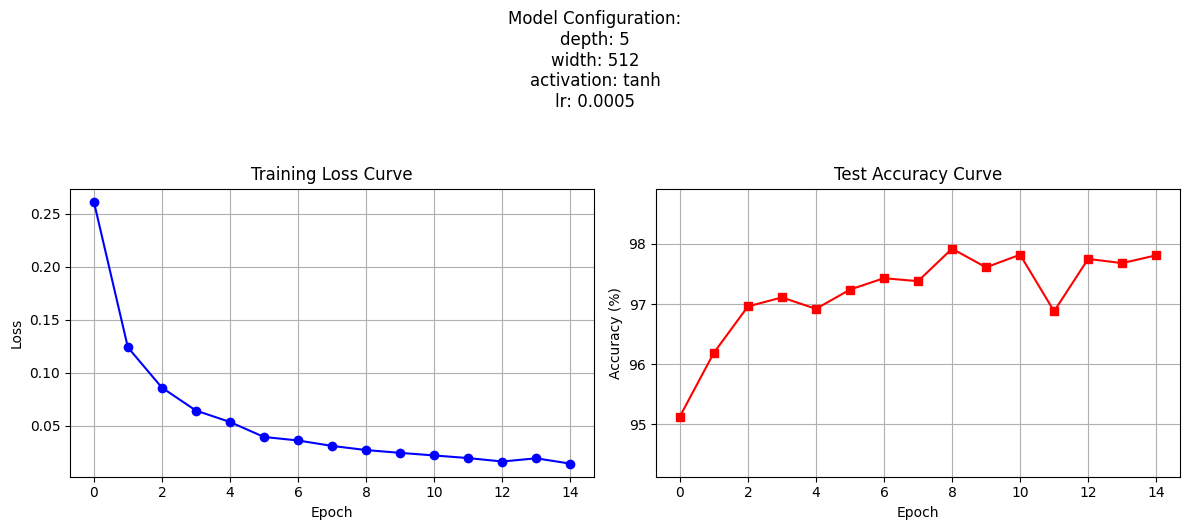 Model Configuration:
depth: 5
width: 512
activation: tanh
lr: 0.0005
Training Loss Curve
0.25
0.20
0.15
0.10
0.05
Loss
0 2 4 6 8 10 12 14
Epoch
Test Accuracy Curve
98
97
96
95
Accuracy (%)
0 2 4 6 8 10 12 14
Epoch